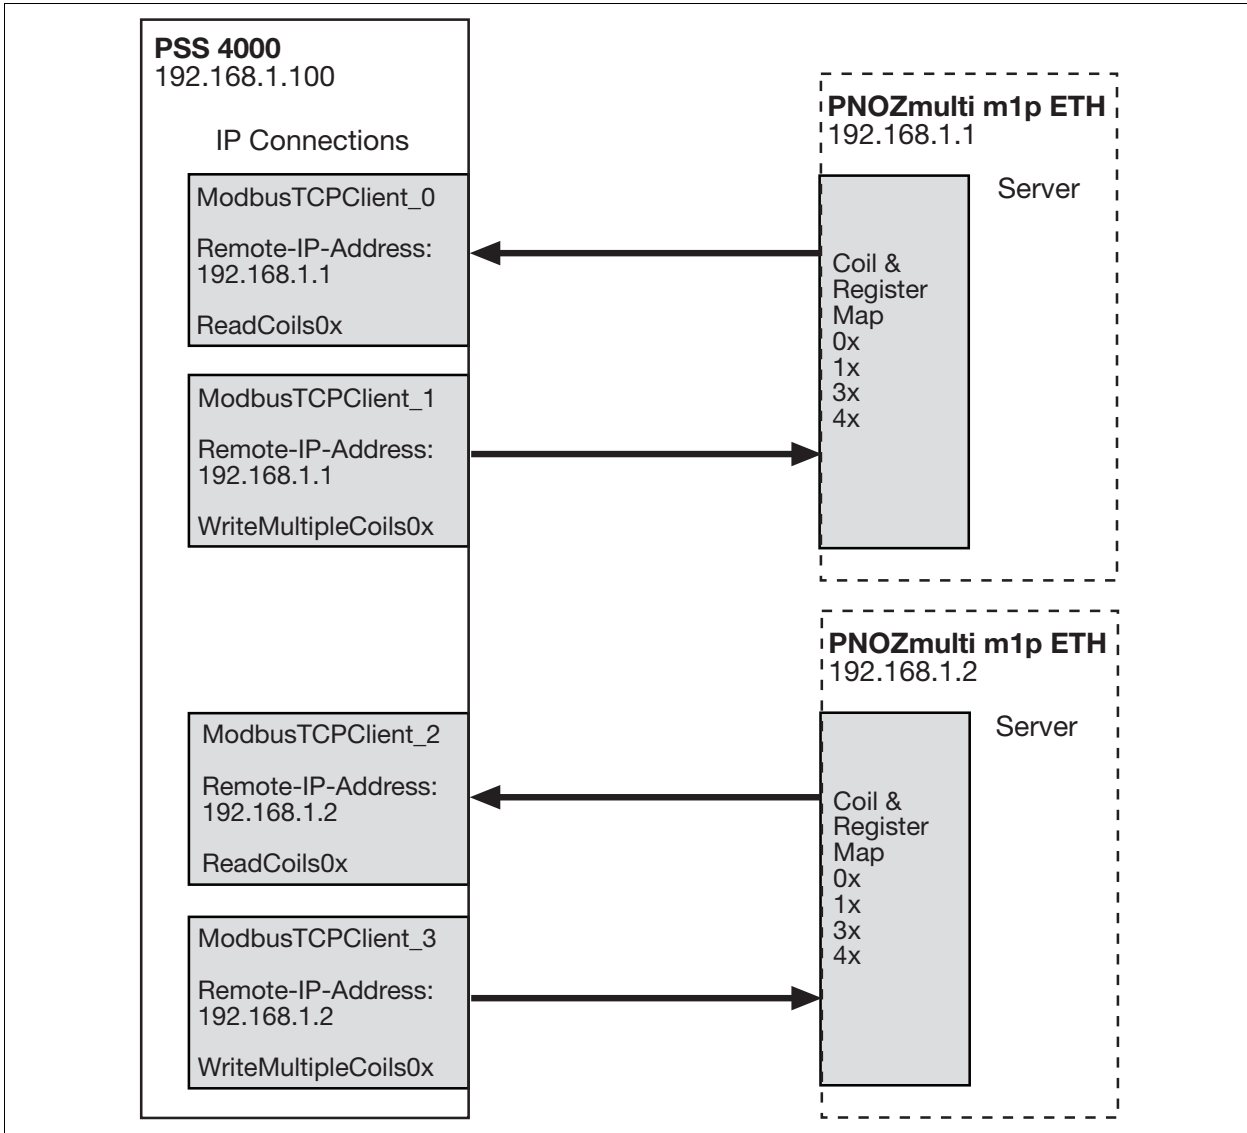 PSS 4000
192.168.1.100
IP Connections
ModbusTCPClient_0
Remote-IP-Address:
192.168.1.1
ReadCoils0x
ModbusTCPClient_1
Remote-IP-Address:
192.168.1.1
WriteMultipleCoils0x
ModbusTCPClient_2
Remote-IP-Address:
192.168.1.2
ReadCoils0x
ModbusTCPClient_3
Remote-IP-Address:
192.168.1.2
WriteMultipleCoils0x
PNOZmulti m1p ETH
192.168.1.1
Server
Coil &
Register
Map
0x
1x
3x
4x
PNOZmulti m1p ETH
192.168.1.2
Server
Coil &
Register
Map
0x
1x
3x
4x